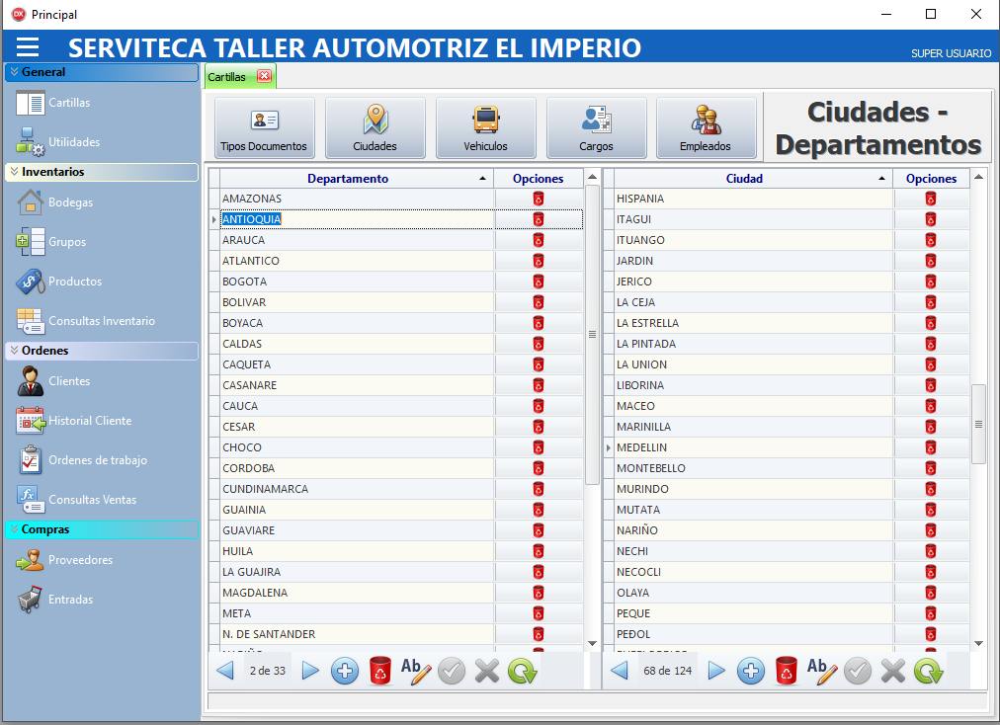 Principal
SERVITECA TALLER AUTOMOTRIZ EL IMPERIO
SUPER USUARIO
General
Cartillas
Utilidades
Inventarios
Bodegas
Grupos
Productos
Consultas Inventario
Ordenes
Clientes
Historial Cliente
Ordenes de trabajo
Consultas Ventas
Compras
Proveedores
Entradas
Cartillas
Tipos Documentos
Ciudades
Vehiculos
Cargos
Empleados
Ciudades -
Departamentos
Departamento Opciones
AMAZONAS
ANTIOQUIA
ARAUCA
ATLANTICO
BOGOTA
BOLIVAR
BOYACA
CALDAS
CAQUETA
CASANARE
CAUCA
CESAR
CHOCO
CORDOBA
CUNDINAMARCA
GUAINIA
GUAVIARE
HUILA
LA GUAJIRA
MAGDALENA
META
N. DE SANTANDER
2 de 33
Ab
Ciudad Opciones
HISPANIA
ITAGUI
ITUANGO
JARDIN
JERICO
LA CEJA
LA ESTRELLA
LA PINTADA
LA UNION
LIBORINA
MACEO
MARINILLA
MEDELLIN
MONTEBELLO
MURINDO
MUTATA
NARIÑO
NECHI
NECOCLI
OLAYA
PEQUE
PEÐOL
68 de 124
Ab